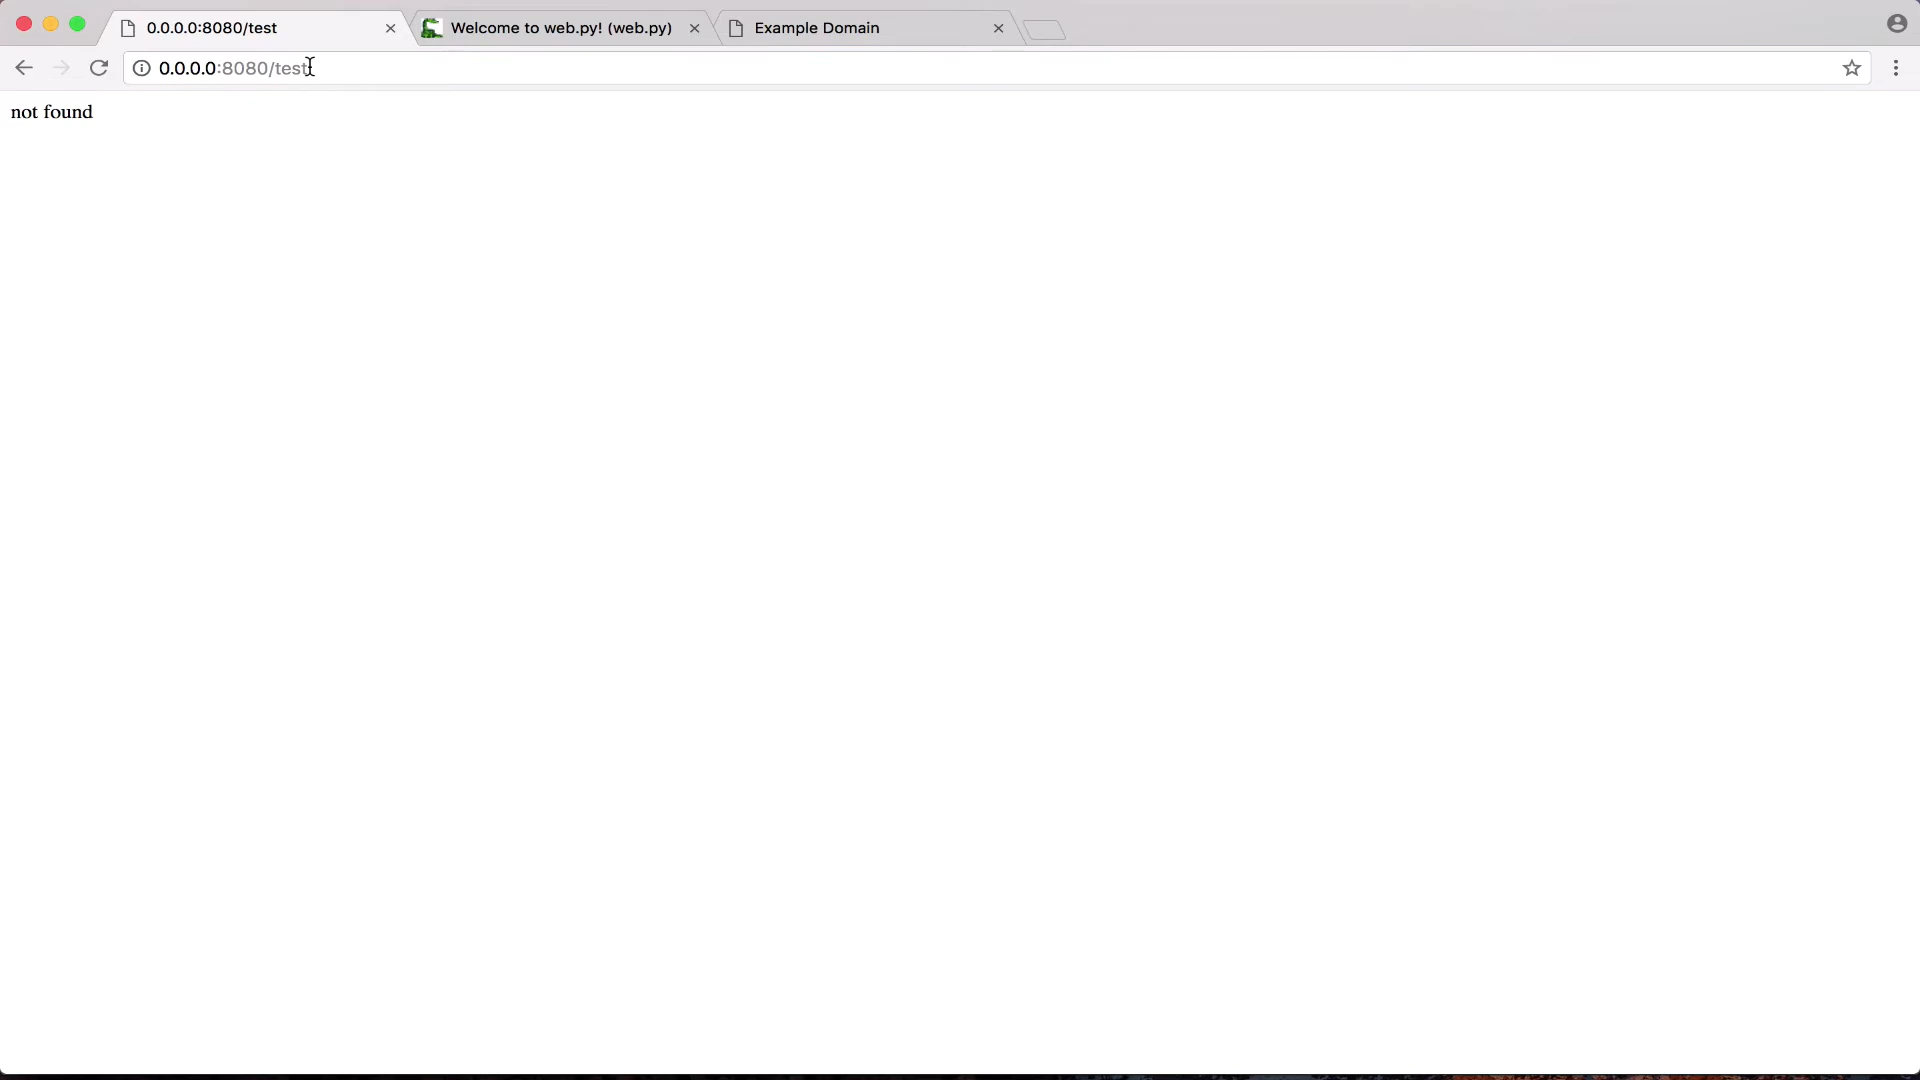 0.0.0.0:8080/test
Welcome to web.py! (web.py)
Example Domain
0.0.0.0:8080/test
not found